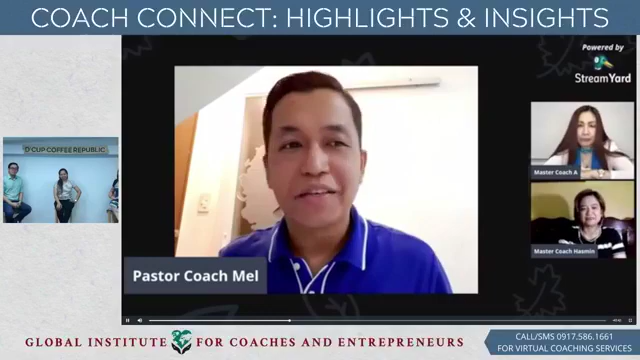 COACH CONNECT: HIGHLIGHTS & INSIGHTS
Powered by
StreamYard
CUP COFFEE REPUBLIC
Master Coach A
Master Coach Hasmin
Pastor Coach Mel
GLOBAL INSTITUTE FOR COACHES AND ENTREPRENEURS
CALL/SMS 0917.586.1661
FOR VIRTUAL COACHING SERVICES